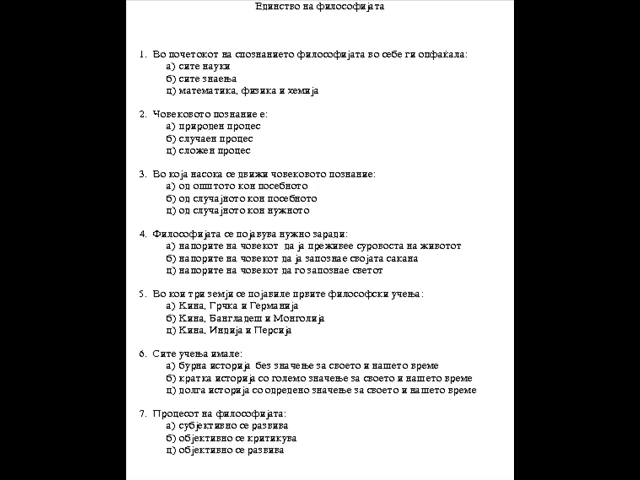 Единство на философијата
1. Во почетокот на спознанието философијата во себе ги опфаќала:
а) сите науки
б) сите знаења
ц) математика, физика и хемија
2. Човековото познание е:
а) природен процес
б) случаен процес
ц) сложен процес
3. Во која насока се движи човековото познание:
а) од општото кон посебното
б) од случајното кон посебното
ц) од случајното кон нужното
4. Философијата се појавува нужно заради:
а) напорите на човекот да ја преживее суровоста на животот
б) напорите на човекот да ја запознае својата сакана
ц) напорите на човекот да го запознае светот
5. Во кои три земји се појавиле првите философски учења:
а) Кина, Грчка и Германија
б) Кина, Бангладеш и Монголија
ц) Кина, Индија и Персија
6. Сите учења имале:
а) бурна историја без значење за своето и нашето време
б) кратка историја со големо значење за своето и нашето време
ц) долга историја со одредено значење за своето и нашето време
7. Процесот на философијата:
а) субјективно се развива
б) објективно се критикува
ц) објективно се развива